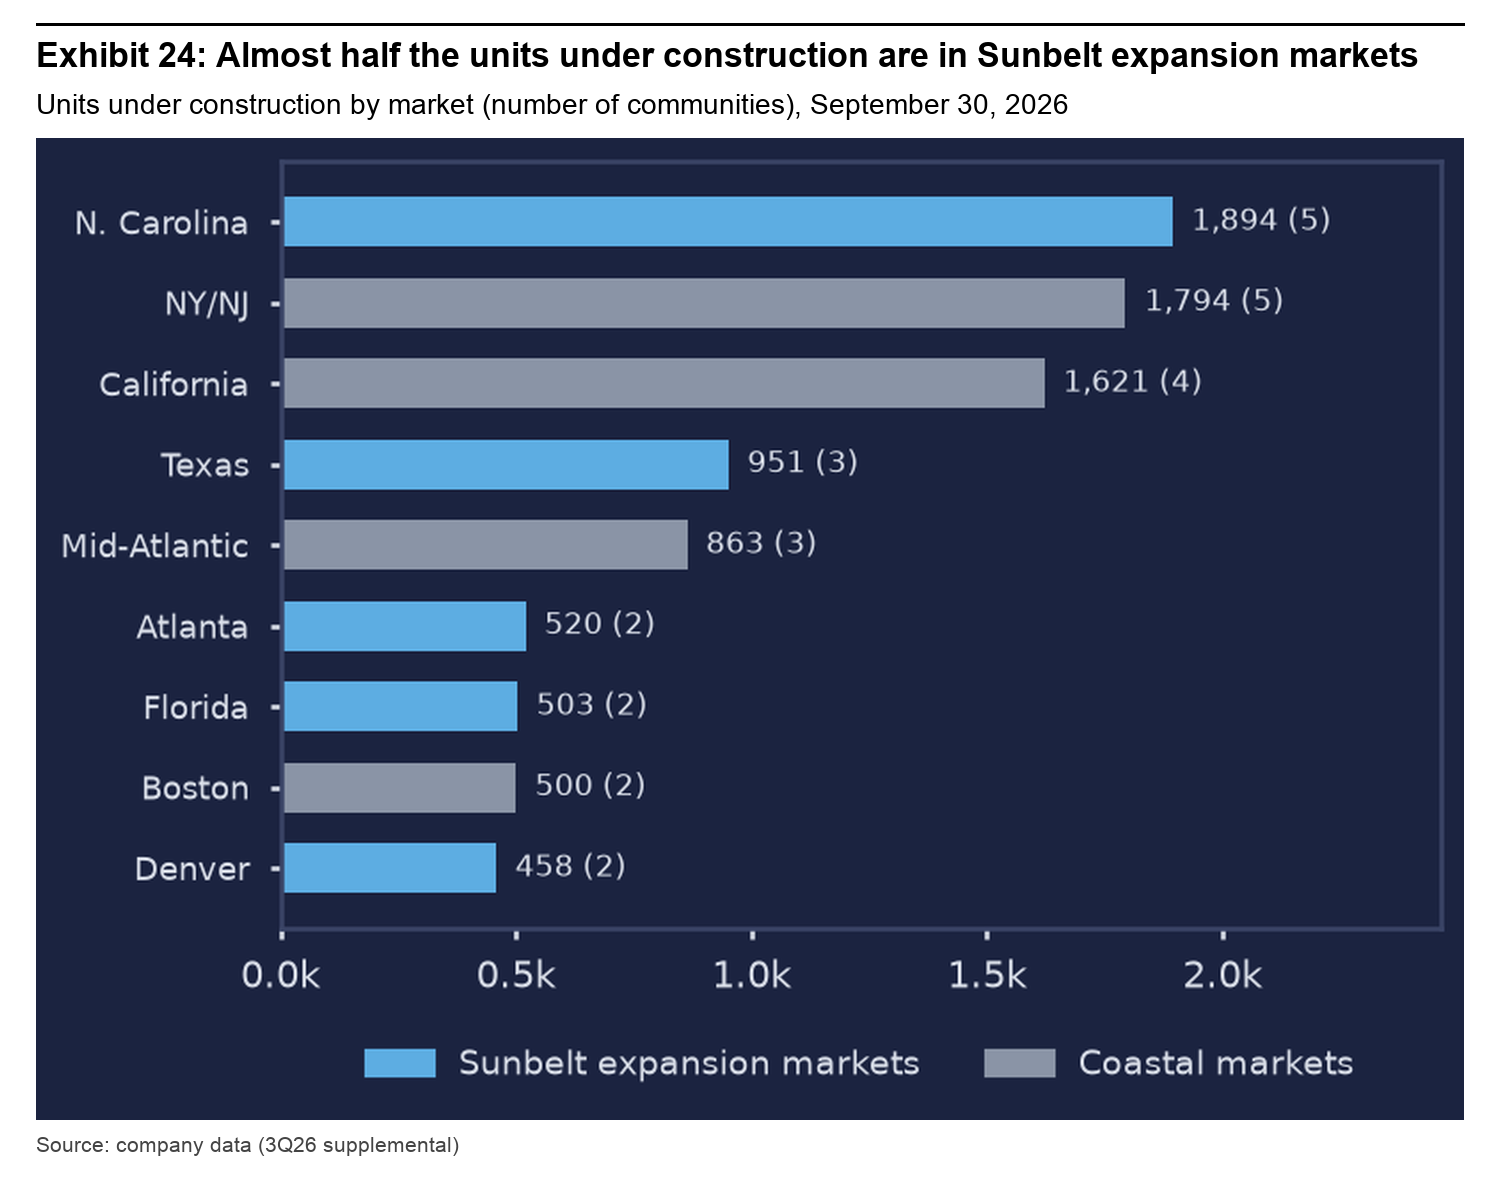 Exhibit 24: Almost half the units under construction are in Sunbelt expansion markets
Units under construction by market (number of communities), September 30, 2026
N. Carolina 1,894 (5)
NY/NJ 1,794 (5)
California 1,621 (4)
Texas 951 (3)
Mid-Atlantic 863 (3)
Atlanta 520 (2)
Florida 503 (2)
Boston 500 (2)
Denver 458 (2)
0.0k 0.5k 1.0k 1.5k 2.0k
Sunbelt expansion markets Coastal markets
Source: company data (3Q26 supplemental)